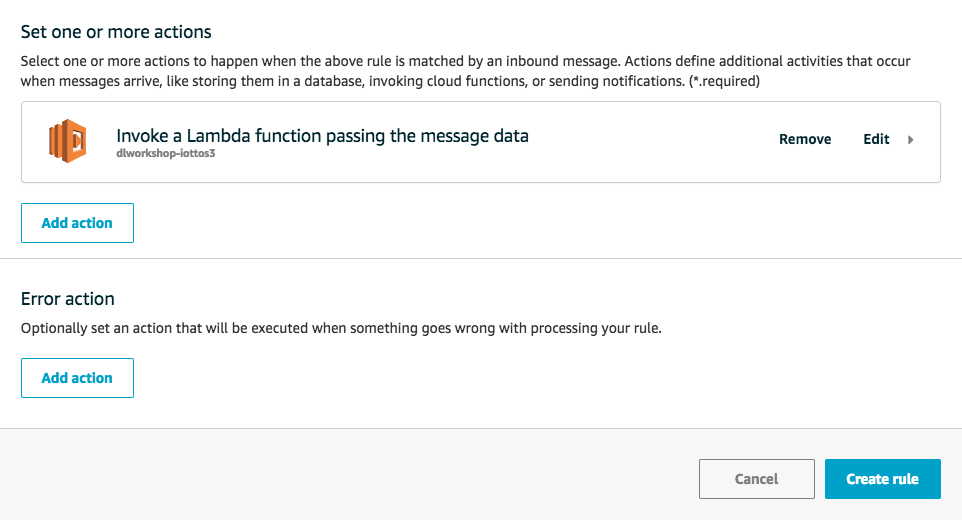 Set one or more actions
Select one or more actions to happen when the above rule is matched by an inbound message. Actions define additional activities that occur
when messages arrive, like storing them in a database, invoking cloud functions, or sending notifications. (*.required)
Invoke a Lambda function passing the message data
dlworkshop-iottos3
Remove Edit
Add action
Error action
Optionally set an action that will be executed when something goes wrong with processing your rule.
Add action
Cancel Create rule